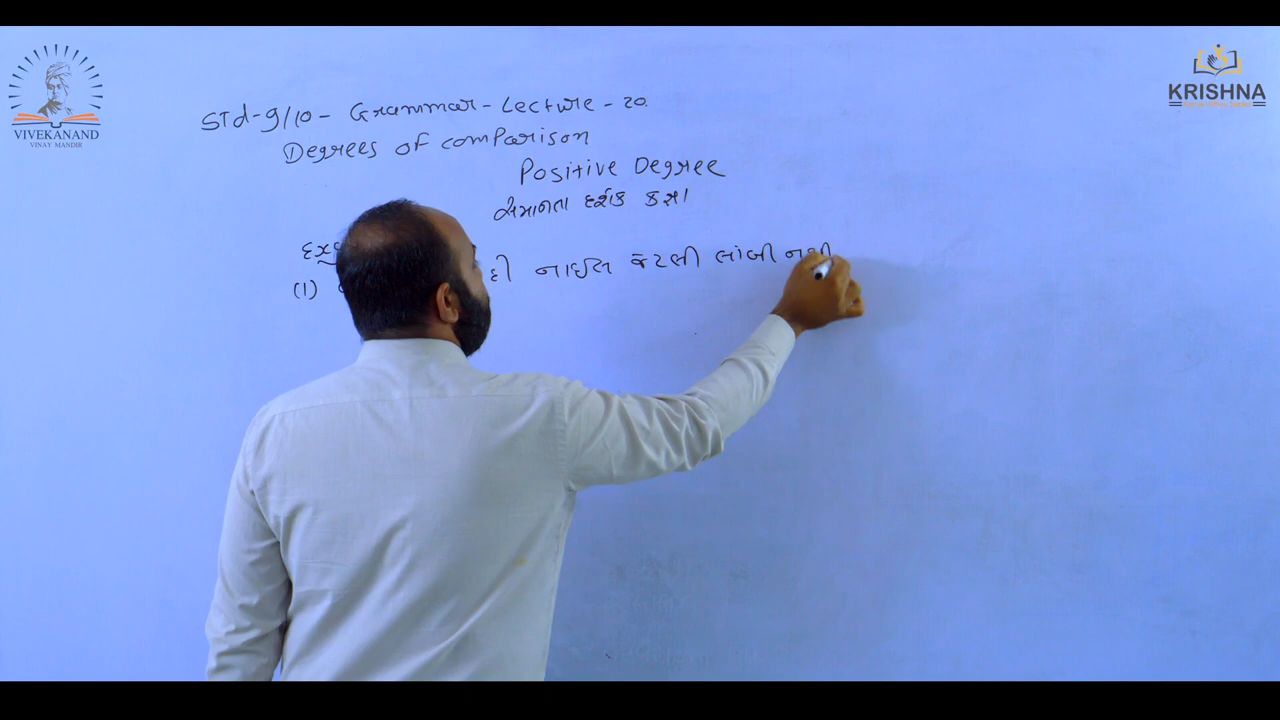 VIVEKANAND
VINAY MANDIR
KRISHNA
STd-9/10 - Grammar - Lecture - 20.
Degrees of comparison
Positive Degree
સમાનતા દર્શક કક્ષા
(1) નાઈલ જેટલી લાંબી નથી